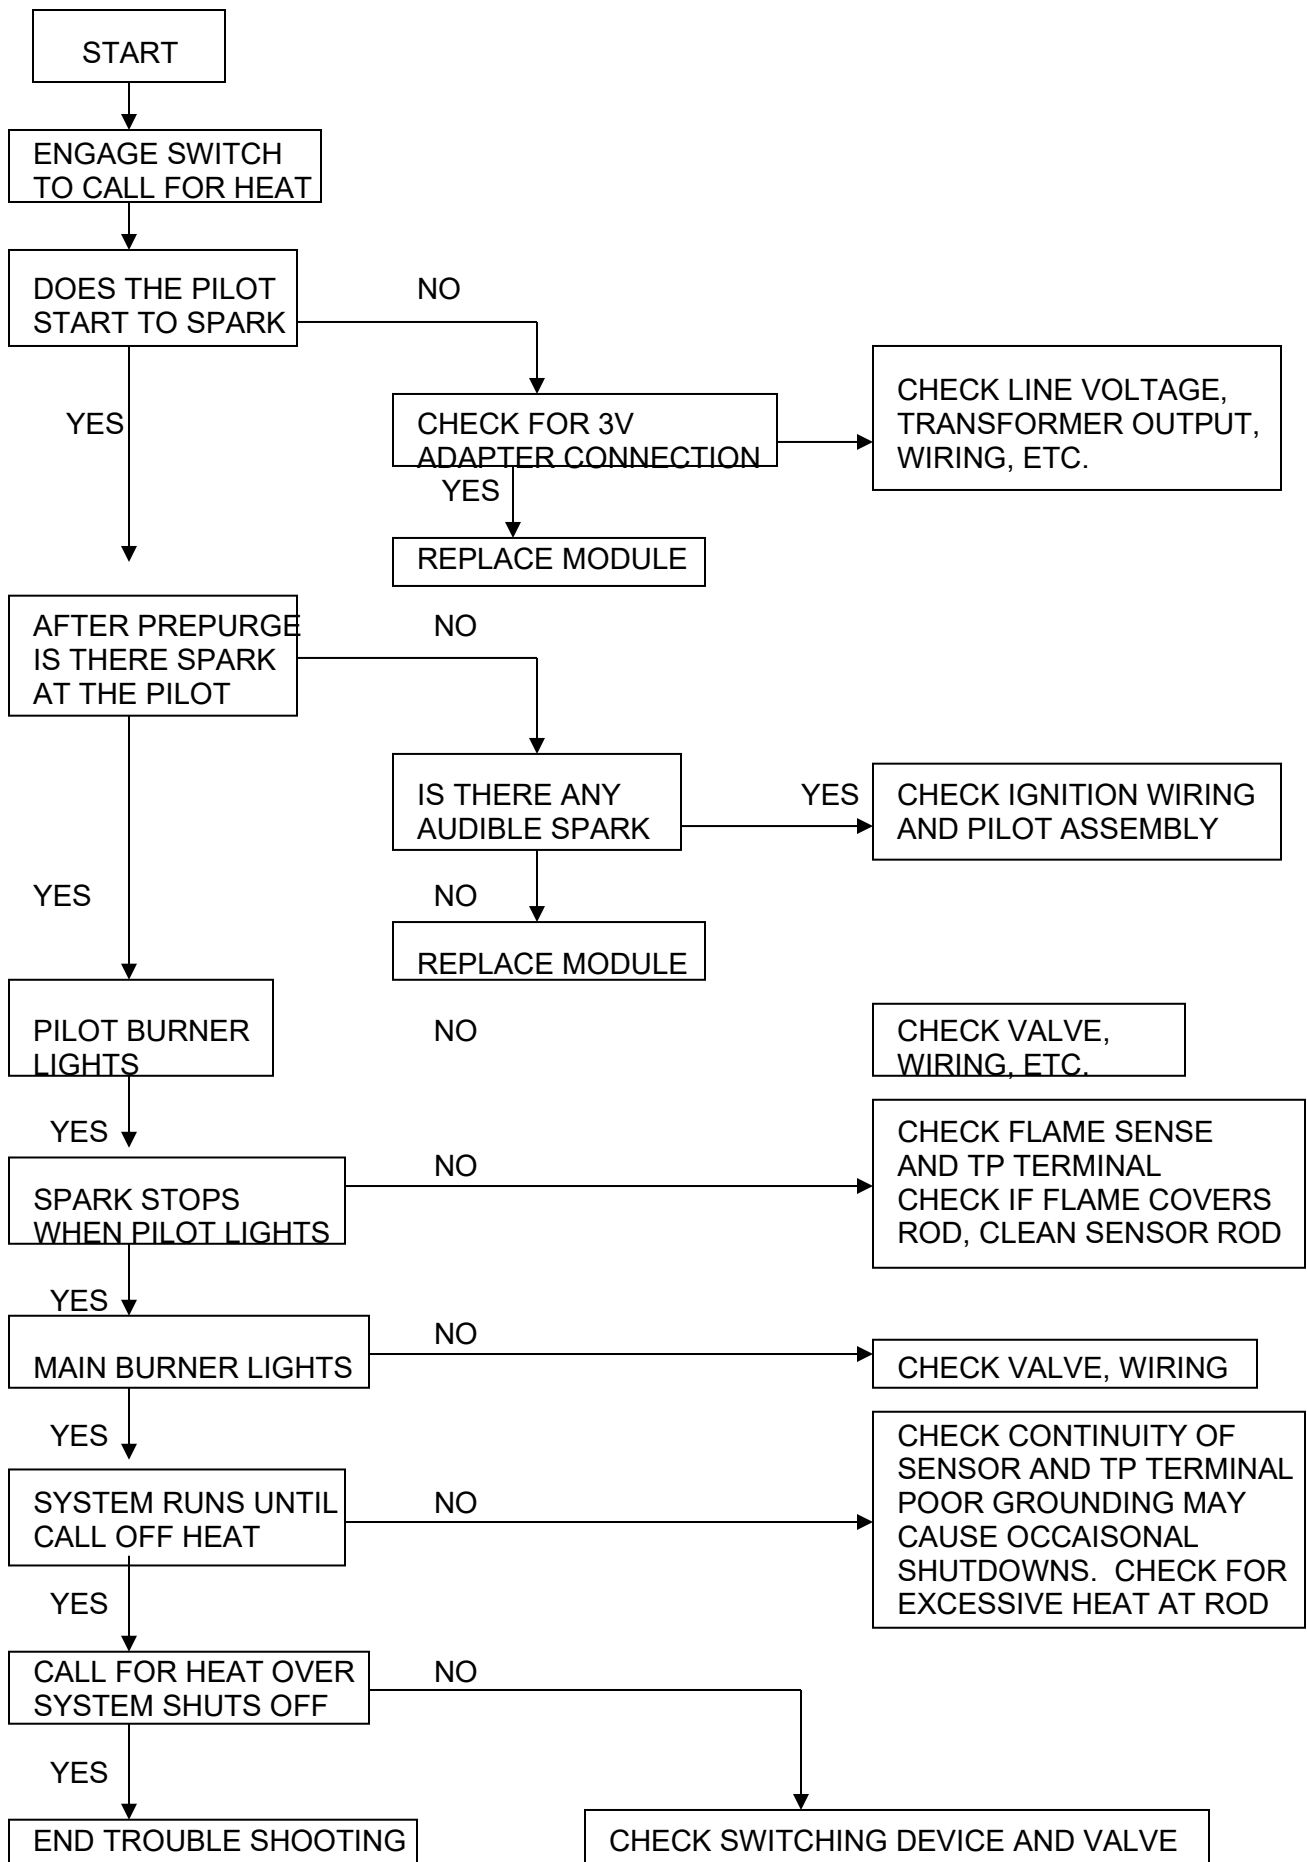 START
ENGAGE SWITCH
TO CALL FOR HEAT
DOES THE PILOT
START TO SPARK
NO
YES
CHECK FOR 3V
ADAPTER CONNECTION
CHECK LINE VOLTAGE,
TRANSFORMER OUTPUT,
WIRING, ETC.
YES
REPLACE MODULE
AFTER PREPURGE
IS THERE SPARK
AT THE PILOT
NO
IS THERE ANY
AUDIBLE SPARK
YES
CHECK IGNITION WIRING
AND PILOT ASSEMBLY
YES
NO
REPLACE MODULE
PILOT BURNER
LIGHTS
NO
CHECK VALVE,
WIRING, ETC.
YES
SPARK STOPS
WHEN PILOT LIGHTS
NO
CHECK FLAME SENSE
AND TP TERMINAL
CHECK IF FLAME COVERS
ROD, CLEAN SENSOR ROD
YES
MAIN BURNER LIGHTS
NO
CHECK VALVE, WIRING
YES
SYSTEM RUNS UNTIL
CALL OFF HEAT
NO
CHECK CONTINUITY OF
SENSOR AND TP TERMINAL
POOR GROUNDING MAY
CAUSE OCCAISONAL
SHUTDOWNS.  CHECK FOR
EXCESSIVE HEAT AT ROD
YES
CALL FOR HEAT OVER
SYSTEM SHUTS OFF
NO
YES
END TROUBLE SHOOTING
CHECK SWITCHING DEVICE AND VALVE